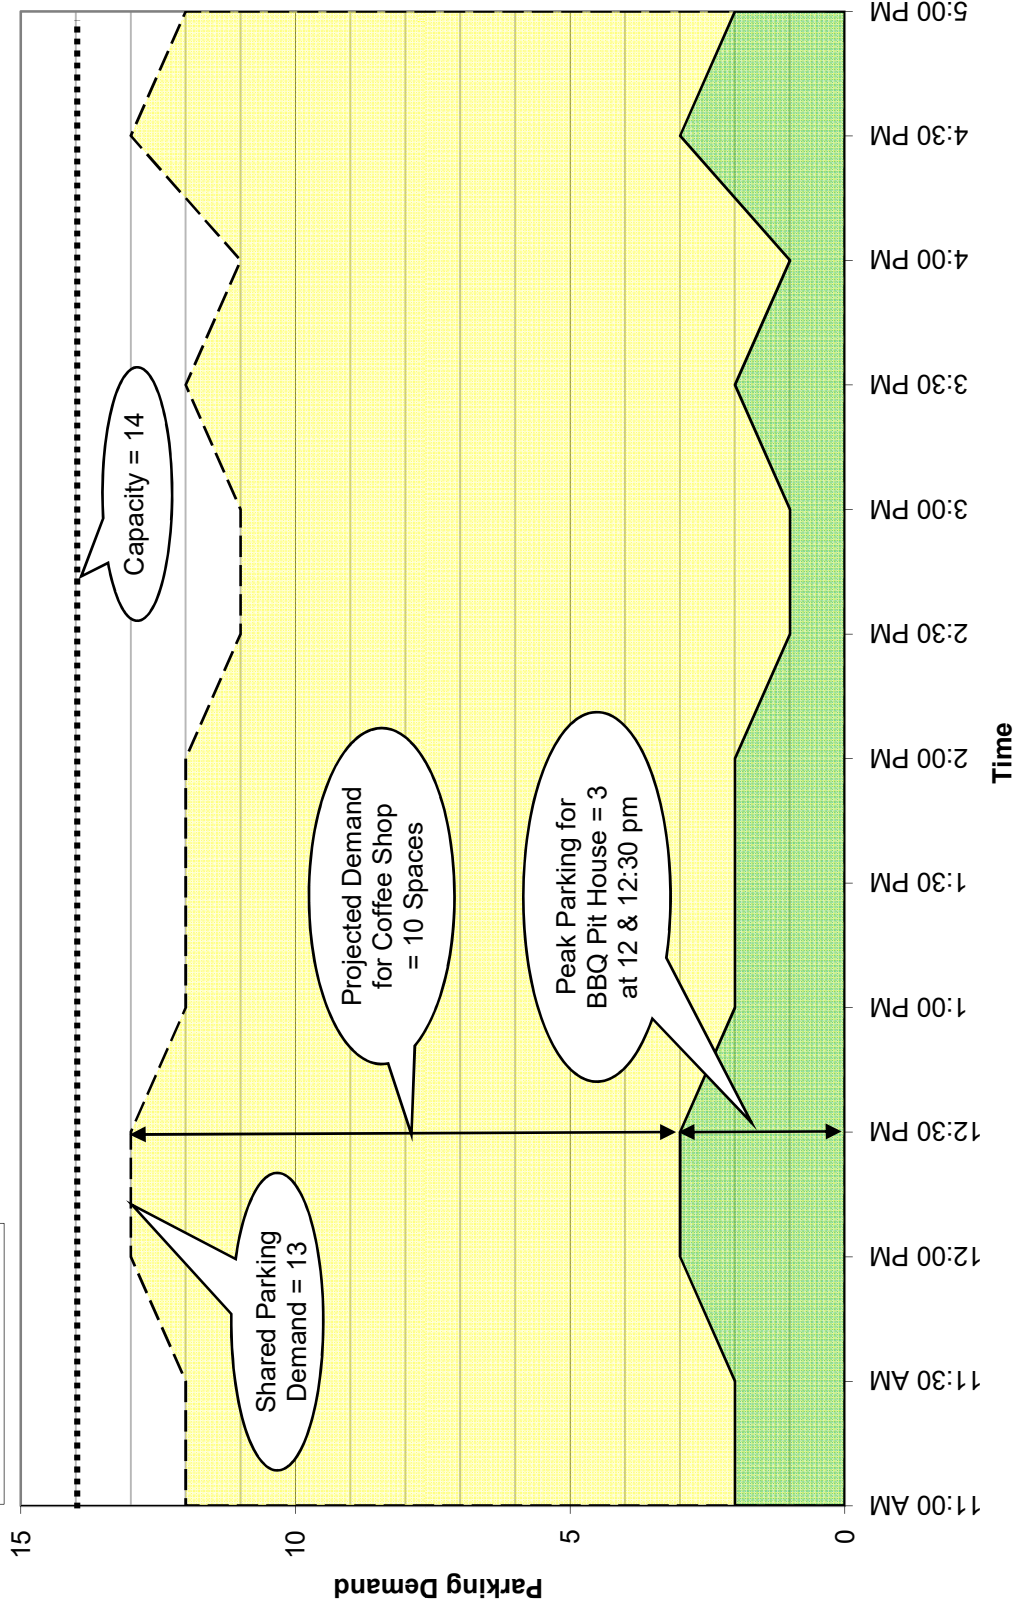 15
10
5
0
Parking Demand
Capacity = 14
Shared Parking
Demand = 13
Projected Demand
for Coffee Shop
= 10 Spaces
Peak Parking for
BBQ Pit House = 3
at 12 & 12:30 pm
11:00 AM
11:30 AM
12:00 PM
12:30 PM
1:00 PM
1:30 PM
2:00 PM
2:30 PM
3:00 PM
3:30 PM
4:00 PM
4:30 PM
5:00 PM
Time